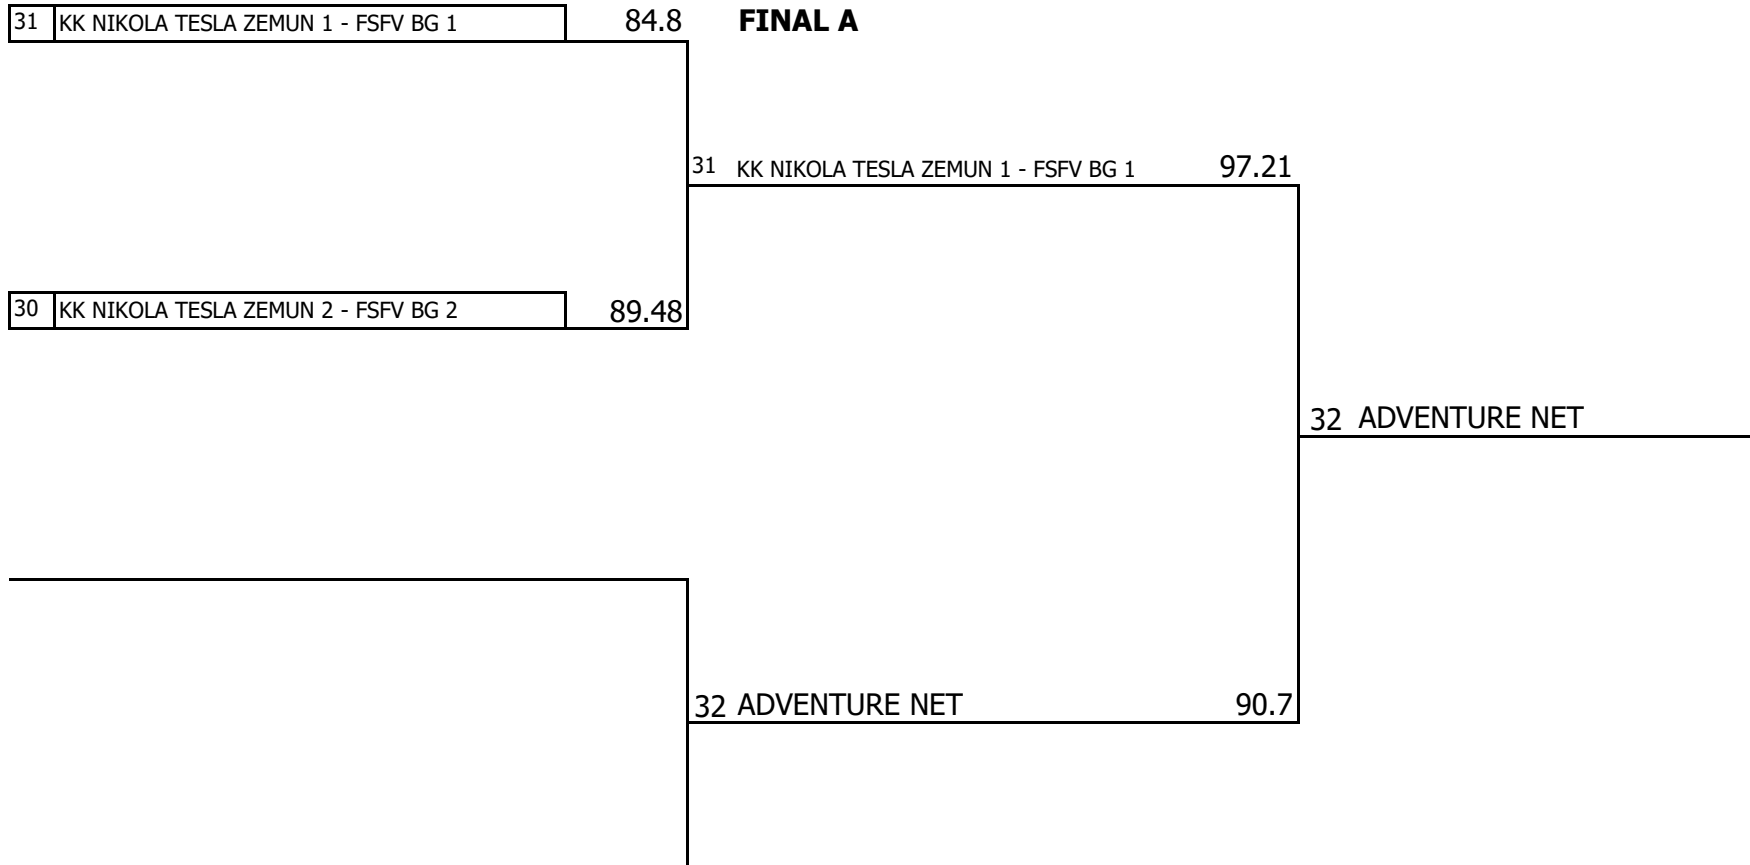 31 KK NIKOLA TESLA ZEMUN 1 - FSFV BG 1 84.8 FINAL A
31 KK NIKOLA TESLA ZEMUN 1 - FSFV BG 1 97.21
30 KK NIKOLA TESLA ZEMUN 2 - FSFV BG 2 89.48
32 ADVENTURE NET
32 ADVENTURE NET 90.7